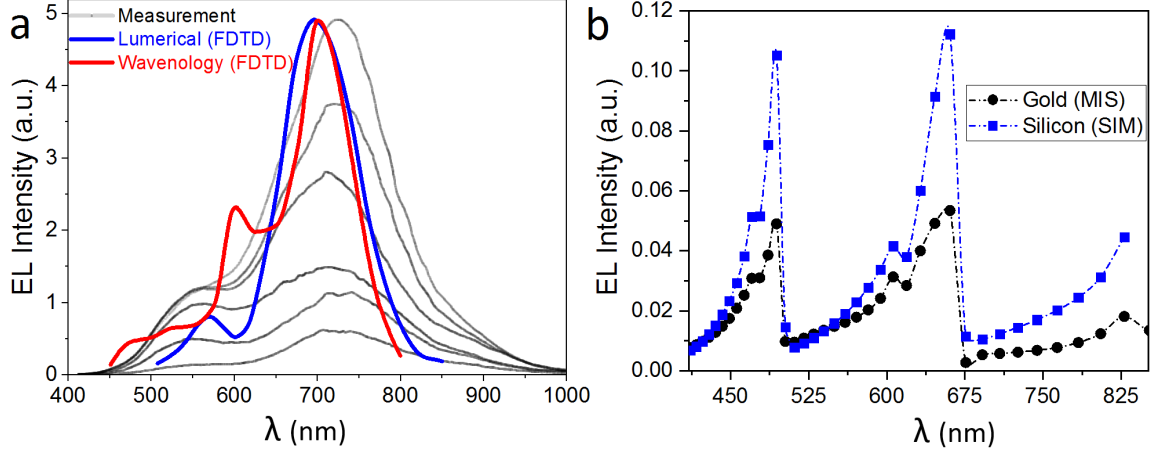 a
Measurement
Lumerical (FDTD)
Wavenology (FDTD)
EL Intensity (a.u.)
5
4
3
2
1
0
400 500 600 700 800 900 1000
λ (nm)
b
Gold (MIS)
Silicon (SIM)
EL Intensity (a.u.)
0.12
0.10
0.08
0.06
0.04
0.02
0.00
450 525 600 675 750 825
λ (nm)